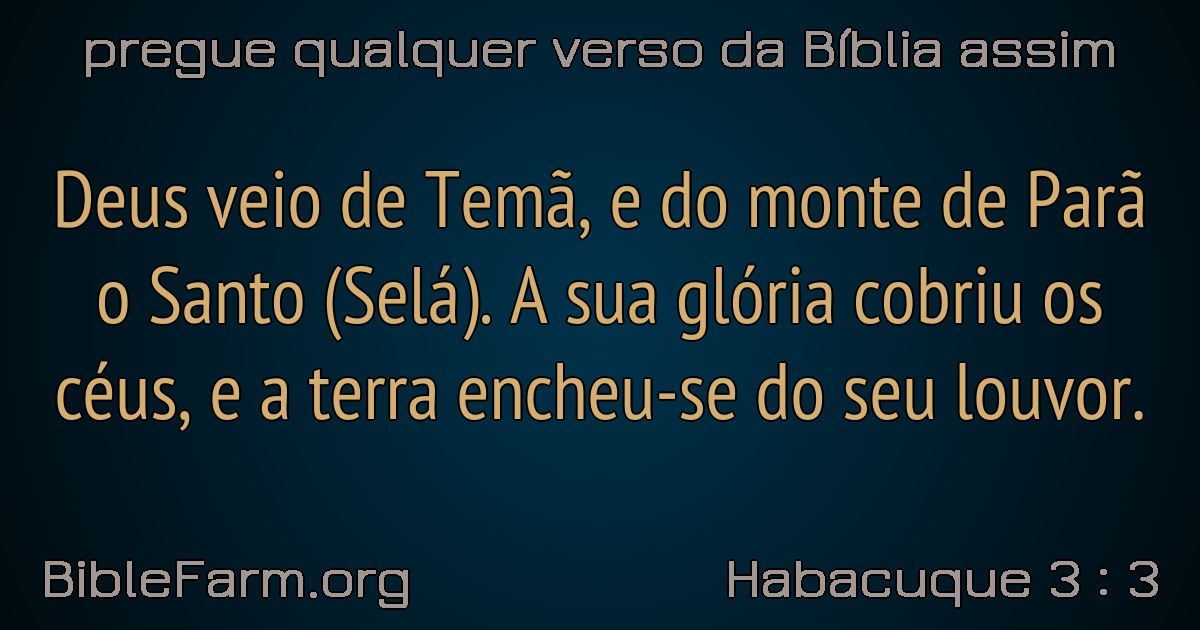 pregue qualquer verso da Bíblia assim
Deus veio de Temã, e do monte de Parã
o Santo (Selá). A sua glória cobriu os
céus, e a terra encheu-se do seu louvor.
BibleFarm.org
Habacuque 3 : 3